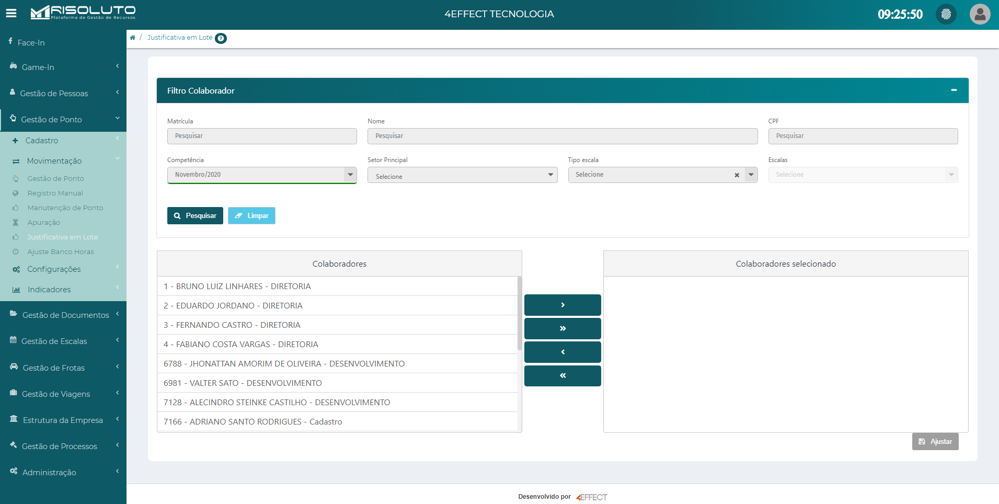 RISOLUTO
Plataforma de Gestão de Recursos
4EFFECT TECNOLOGIA
09:25:50
Face-In
Game-In
Gestão de Pessoas
Gestão de Ponto
Cadastro
Movimentação
Gestão de Ponto
Registro Manual
Manutenção de Ponto
Apuração
Justificativa em Lote
Ajuste Banco Horas
Configurações
Indicadores
Gestão de Documentos
Gestão de Escalas
Gestão de Frotas
Gestão de Viagens
Estrutura da Empresa
Gestão de Processos
Administração
/ Justificativa em Lote ?
Filtro Colaborador
Matrícula Nome CPF
Pesquisar Pesquisar Pesquisar
Competência Setor Principal Tipo escala Escalas
Novembro/2020 Selecione Selecione Selecione
Pesquisar Limpar
Colaboradores
1 - BRUNO LUIZ LINHARES - DIRETORIA
2 - EDUARDO JORDANO - DIRETORIA
3 - FERNANDO CASTRO - DIRETORIA
4 - FABIANO COSTA VARGAS - DIRETORIA
6788 - JHONATTAN AMORIM DE OLIVEIRA - DESENVOLVIMENTO
6981 - VALTER SATO - DESENVOLVIMENTO
7128 - ALECINDRO STEINKE CASTILHO - DESENVOLVIMENTO
7166 - ADRIANO SANTO RODRIGUES - Cadastro
Colaboradores selecionado
Ajustar
Desenvolvido por 4EFFECT